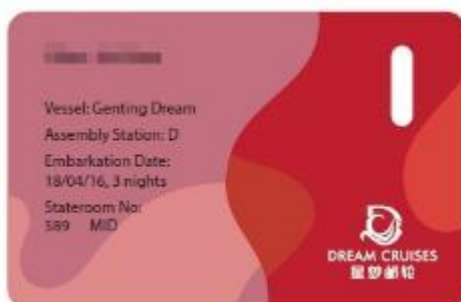 Vessel: Genting Dream
Assembly Station: D
Embarkation Date:
18/04/16, 3 nights
Stateroom No:
589 MID
DREAM CRUISES
星梦邮轮